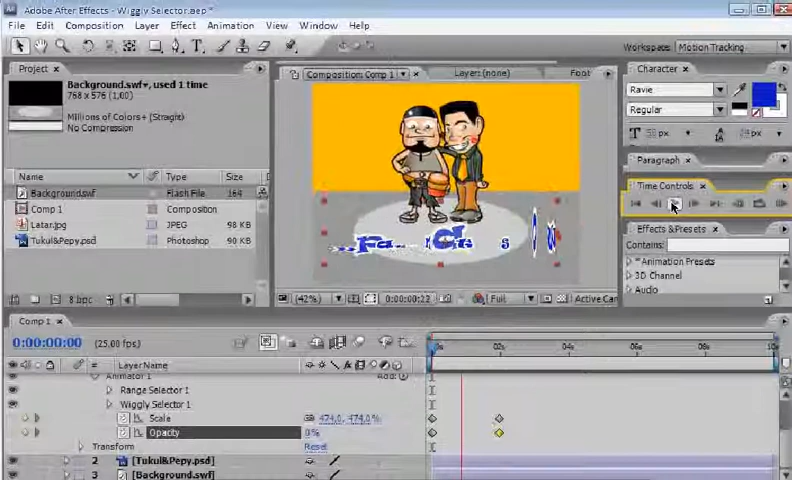 Adobe After Effects - Wiggly Selector.aep *
File Edit Composition Layer Effect Animation View Window Help
Workspace: Motion Tracking
Project
Background.swf, used 1 time
768 x 576 (1,00)
Millions of Colors+ (Straight)
No Compression
Name Type Size
Background.swf Flash File 164
Comp 1 Composition
Latar.jpg JPEG 98 KB
Tukul&Pepy.psd Photoshop 90 KB
8 bpc
Composition: Comp 1 Layer: (none) Foot
(42%) 0:00:00:23 Full Active Cam
Character
Ravie
Regular
Paragraph
Time Controls
Effects & Presets
Contains:
*Animation Presets
3D Channel
Audio
Comp 1
0:00:00:00 (25,00 fps)
# Layer Name
02s 04s 06s 08s
Animator 1 Add:
Range Selector 1
Wiggly Selector 1
Scale 474,0, 474,0%
Opacity 0%
Transform Reset
2 [Tukul&Pepy.psd]
3 [Background.swf]